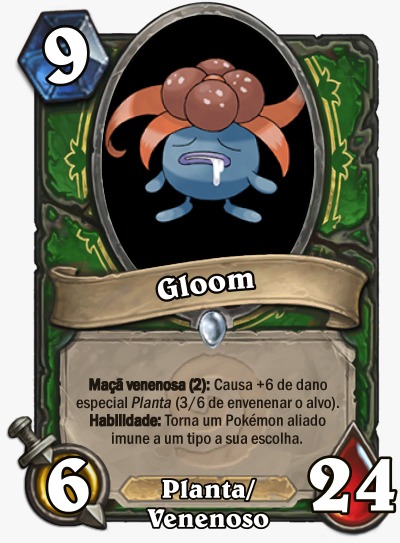 9
Gloom
Maçã venenosa (2): Causa +6 de dano
especial Planta (3/6 de envenenar o alvo).
Habilidade: Torna um Pokémon aliado
imune a um tipo a sua escolha.
6
Planta/
Venenoso
24